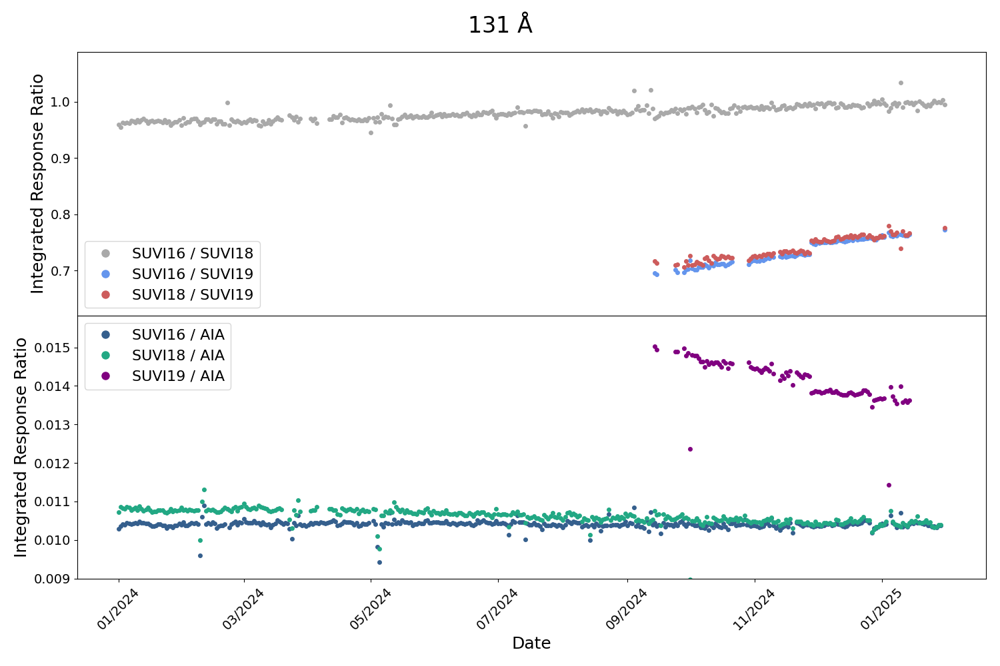 131 Å
Integrated Response Ratio
1.0
0.9
0.8
0.7
SUVI16 / SUVI18
SUVI16 / SUVI19
SUVI18 / SUVI19
Integrated Response Ratio
0.015
0.014
0.013
0.012
0.011
0.010
0.009
SUVI16 / AIA
SUVI18 / AIA
SUVI19 / AIA
01/2024
03/2024
05/2024
07/2024
09/2024
11/2024
01/2025
Date